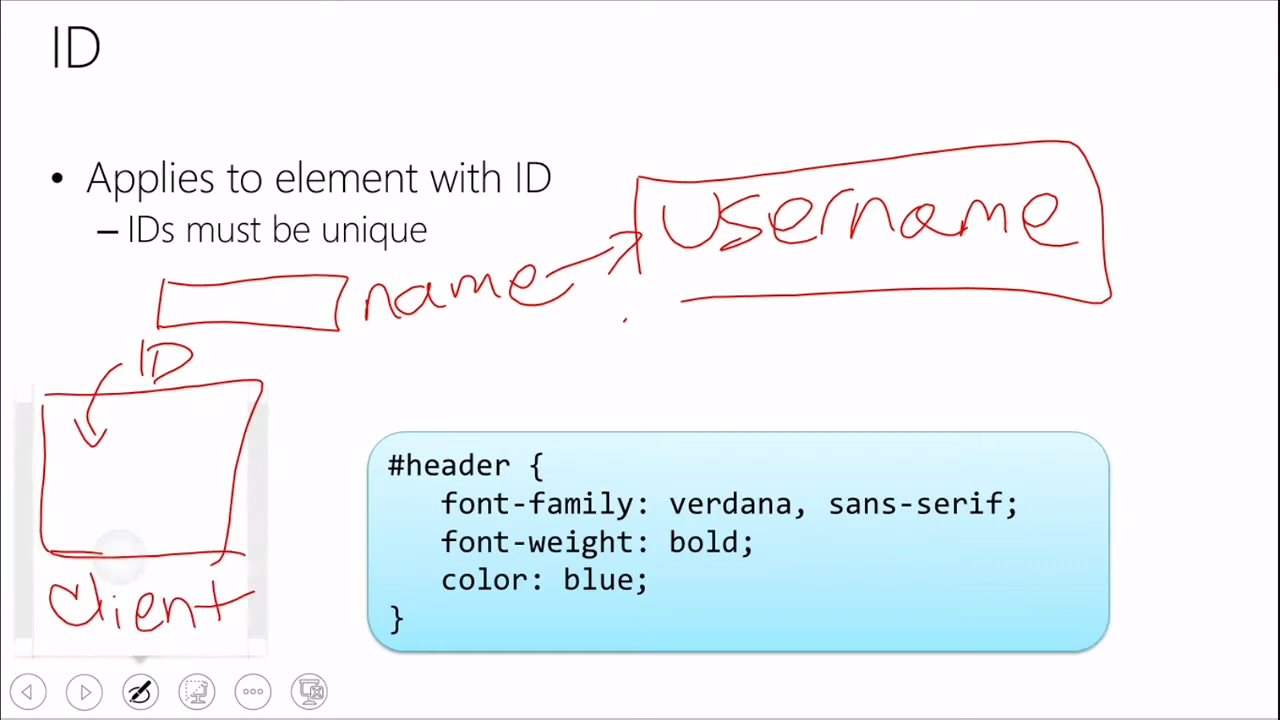 ID
• Applies to element with ID
– IDs must be unique
username
name
ID
client
#header {
font-family: verdana, sans-serif;
font-weight: bold;
color: blue;
}